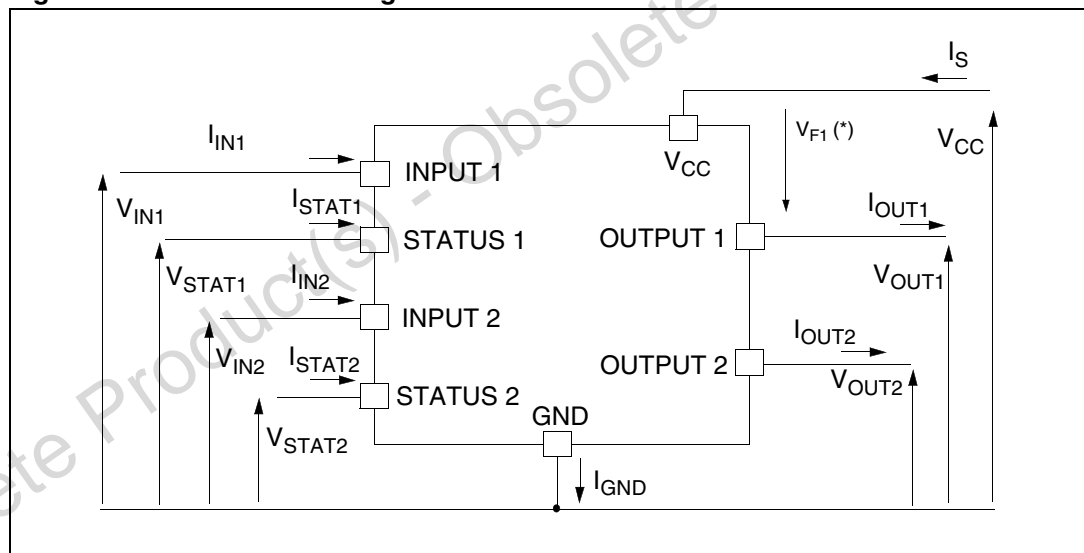 I_S
V_F1 (*)
V_CC
V_CC
I_IN1
INPUT 1
V_IN1
I_STAT1
STATUS 1
OUTPUT 1
I_OUT1
V_STAT1
V_OUT1
I_IN2
INPUT 2
V_IN2
I_STAT2
OUTPUT 2
I_OUT2
V_OUT2
STATUS 2
V_STAT2
GND
I_GND
ete Product(s) - Obsolete